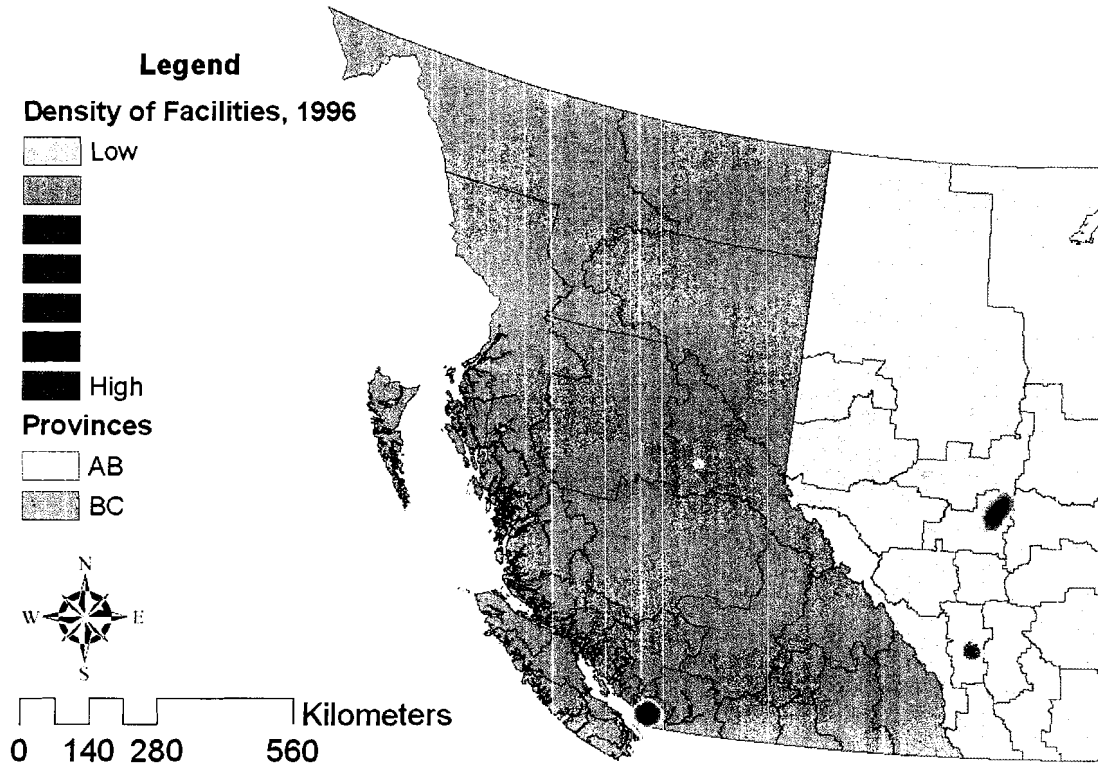 Legend
Density of Facilities, 1996
Low
High
Provinces
AB
BC
N
W E
S
Kilometers
0 140 280 560